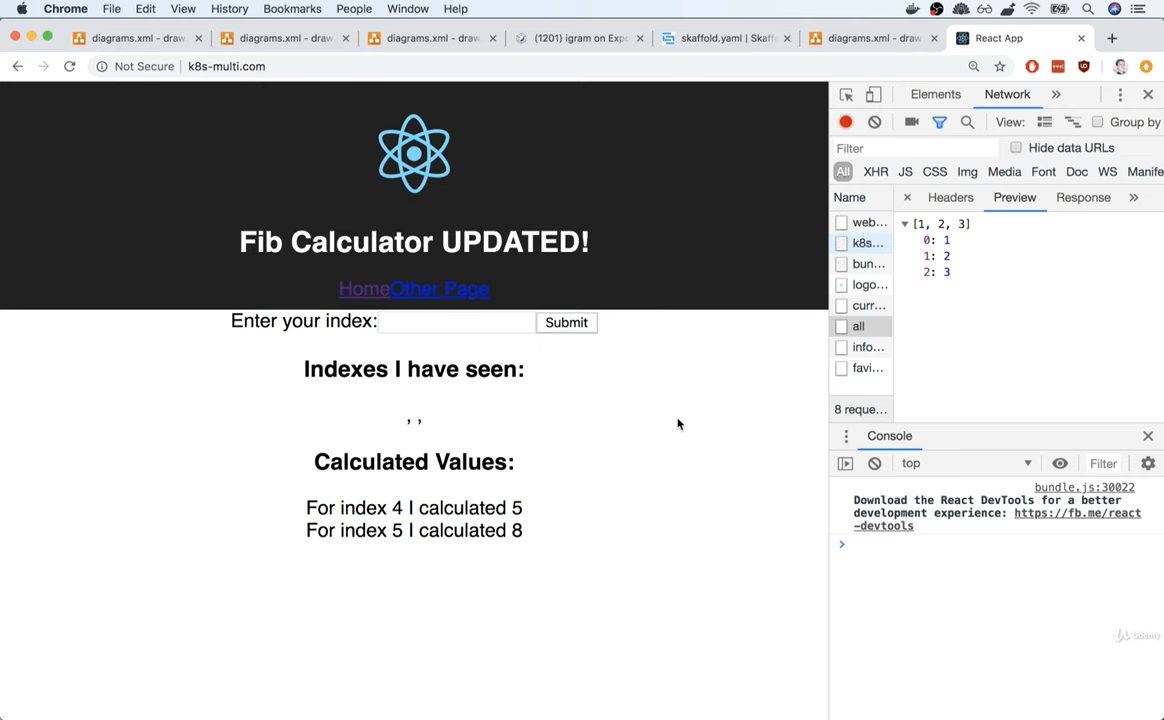 Chrome File Edit View History Bookmarks People Window Help
diagrams.xml - draw
diagrams.xml - draw
diagrams.xml - draw
(1201) igram on Exp
skaffold.yaml | Skaff
diagrams.xml - draw
React App
Not Secure | k8s-multi.com
Fib Calculator UPDATED!
HomeOther Page
Enter your index: Submit
Indexes I have seen:
, ,
Calculated Values:
For index 4 I calculated 5
For index 5 I calculated 8
Elements Network »
View: Group by
Filter Hide data URLs
All XHR JS CSS Img Media Font Doc WS Manife
Name × Headers Preview Response »
web...
k8s...
bun...
logo...
curr...
all
info...
favi...
8 reque...
[1, 2, 3]
0: 1
1: 2
2: 3
Console
top Filter
bundle.js:30022
Download the React DevTools for a better
development experience: https://fb.me/react
-devtools
>
Udemy